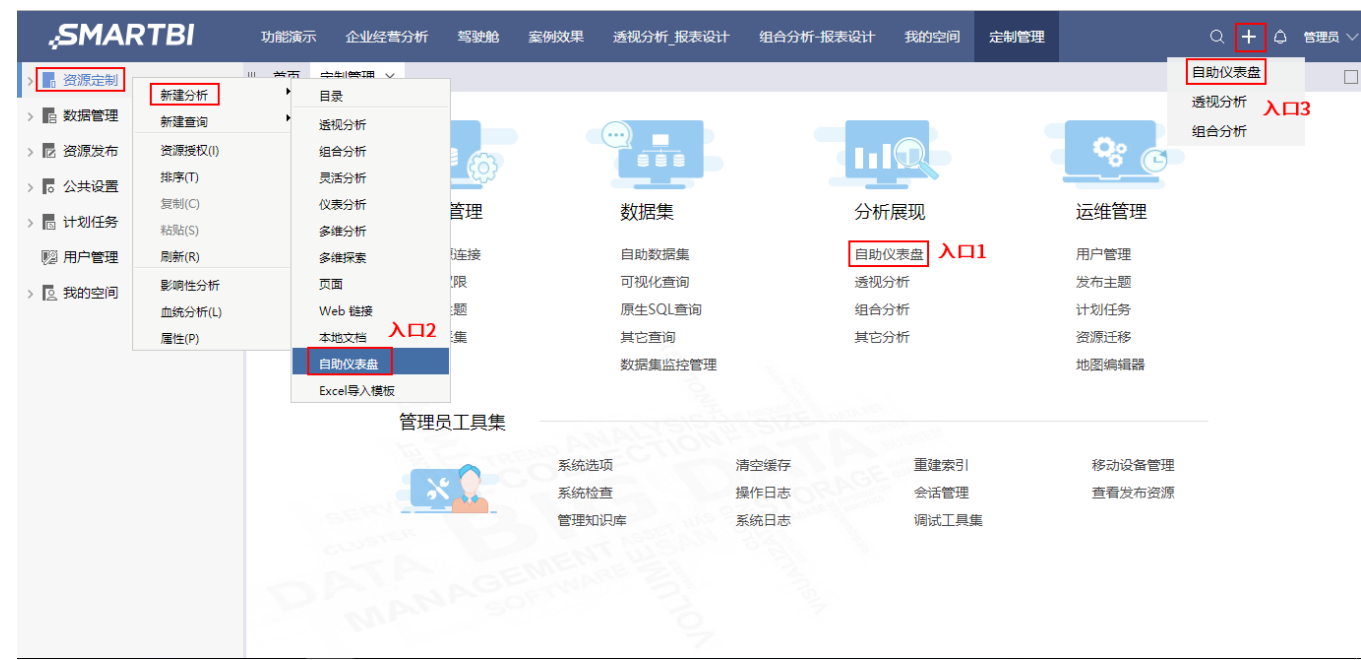 SMARTBI
功能演示 企业经营分析 驾驶舱 案例效果 透视分析_报表设计 组合分析-报表设计 我的空间 定制管理 管理员
首页 定制管理
资源定制
数据管理
资源发布
公共设置
计划任务
用户管理
我的空间
新建分析
新建查询
资源授权(I)
排序(T)
复制(C)
粘贴(S)
刷新(R)
影响性分析
血统分析(L)
属性(P)
目录
透视分析
组合分析
灵活分析
仪表分析
多维分析
多维探索
页面
Web 链接
本地文档 入口2
自助仪表盘
Excel导入模板
自助仪表盘
透视分析 入口3
组合分析
管理
连接
权限
主题
集
数据集
自助数据集
可视化查询
原生SQL查询
其它查询
数据集监控管理
分析展现
自助仪表盘 入口1
透视分析
组合分析
其它分析
运维管理
用户管理
发布主题
计划任务
资源迁移
地图编辑器
管理员工具集
系统选项 清空缓存 重建索引 移动设备管理
系统检查 操作日志 会话管理 查看发布资源
管理知识库 系统日志 调试工具集
DATA
BIG DATA
MANAGEMENT
SOFTWARE
ANALYSIS
SIZE
STORAGE
CLUSTER